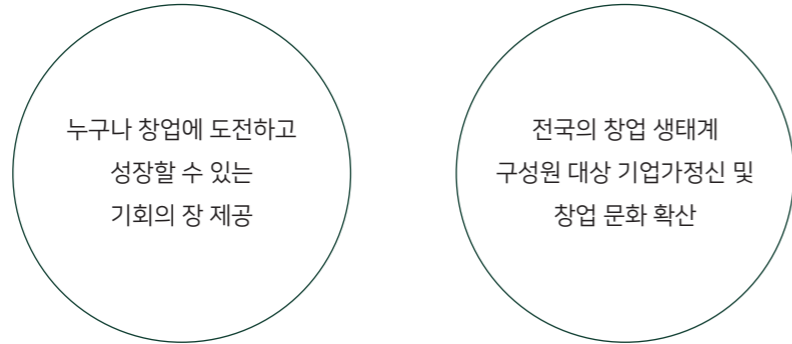 누구나 창업에 도전하고
성장할 수 있는
기회의 장 제공
전국의 창업 생태계
구성원 대상 기업가정신 및
창업 문화 확산